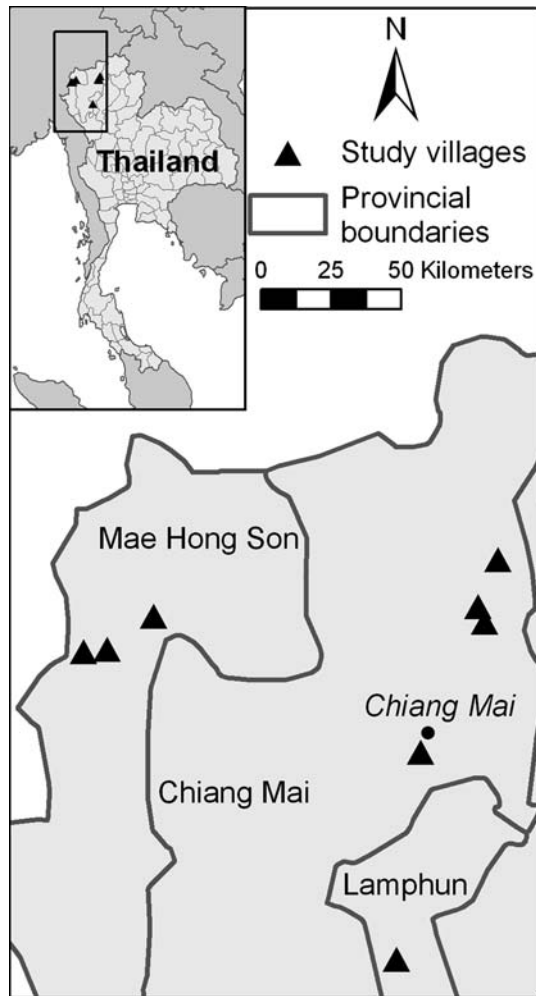 Thailand
N
Study villages
Provincial
boundaries
0 25 50 Kilometers
Mae Hong Son
Chiang Mai
Chiang Mai
Lamphun